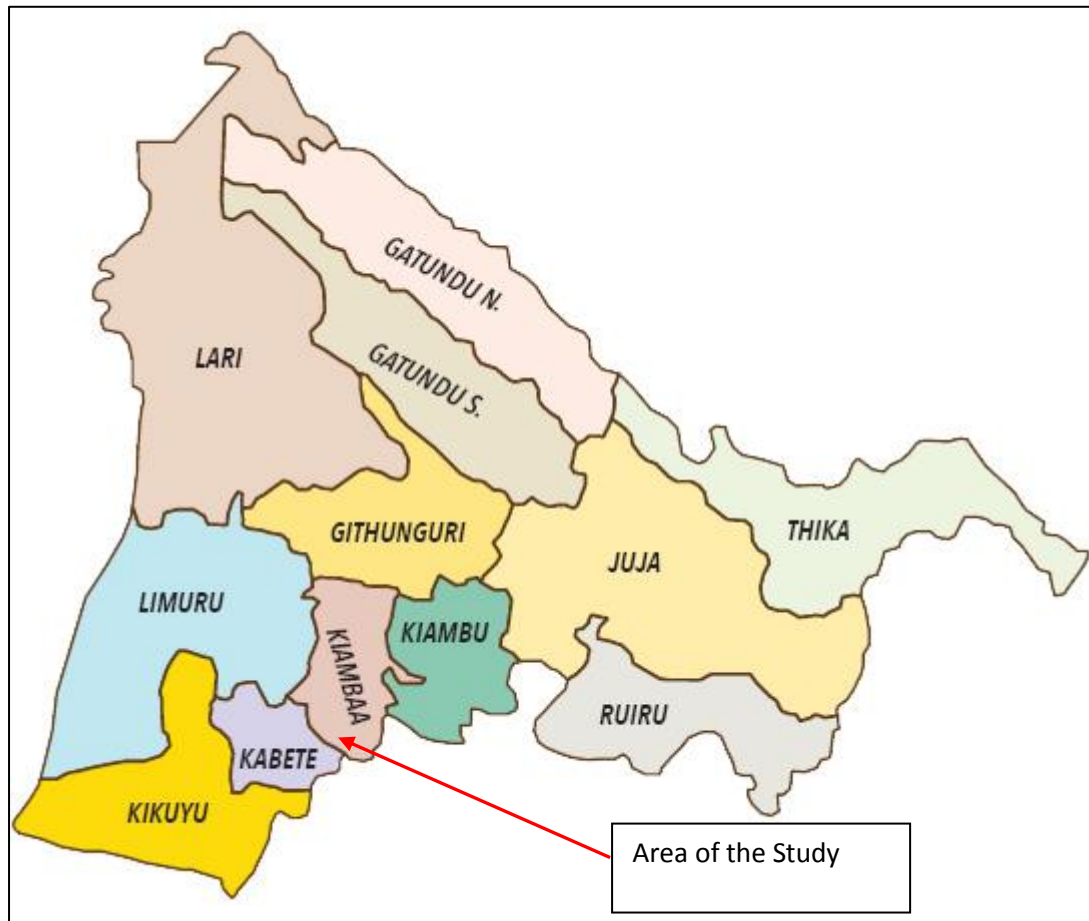 GATUNDU N.
LARI
GATUNDU S.
GITHUNGURI
THIKA
JUJA
LIMURU
KIAMBAA
KIAMBU
RUIRU
KABETE
KIKUYU
Area of the Study